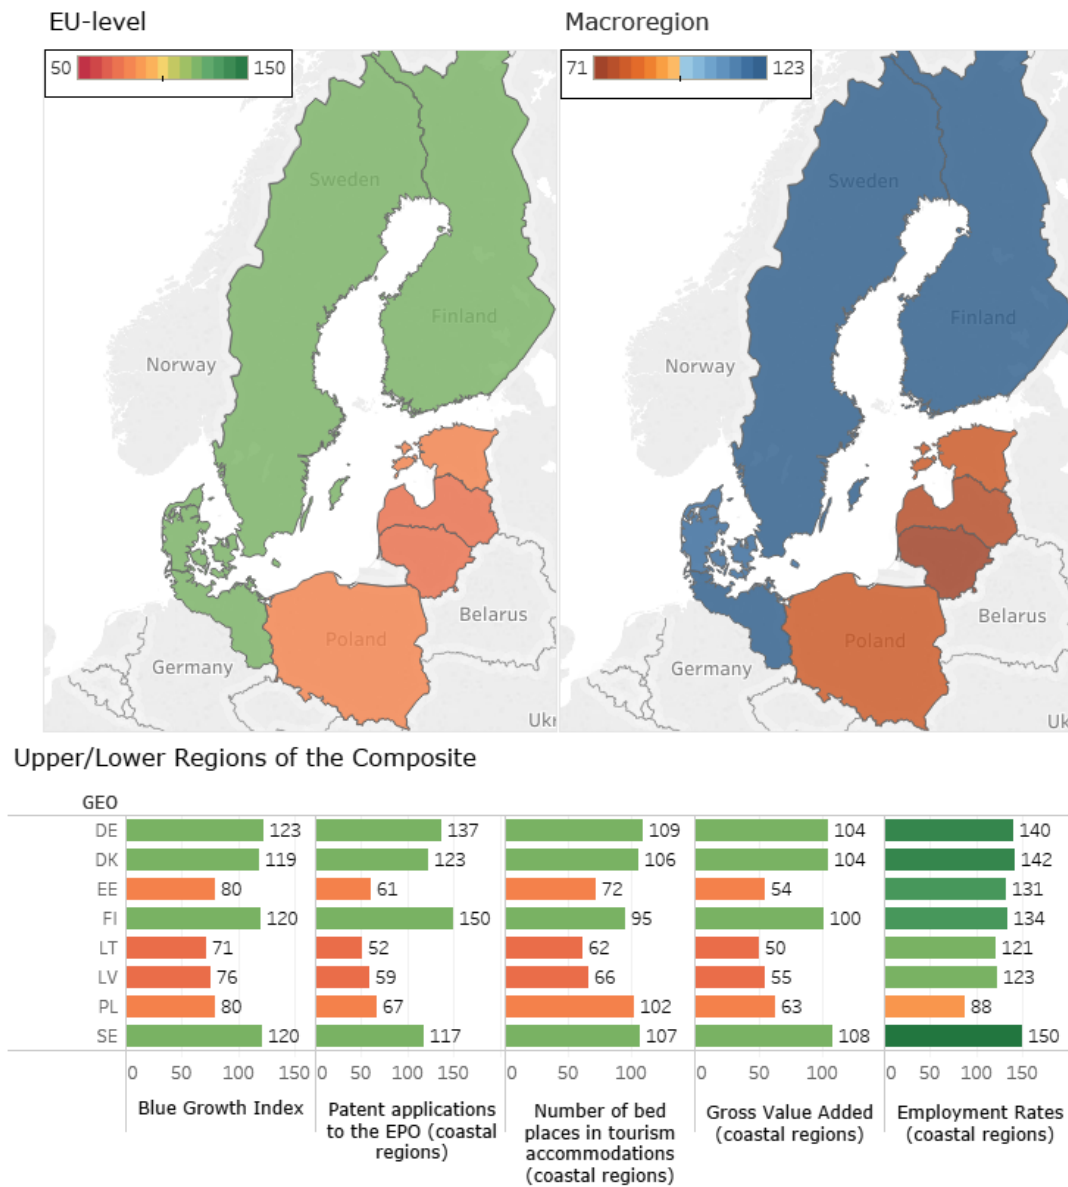 EU-level
Macroregion
50
150
71
123
Sweden
Finland
Norway
Belarus
Poland
Germany
Ukr
Sweden
Finland
Norway
Belarus
Poland
Germany
Uk
Upper/Lower Regions of the Composite
GEO
DE 123 137 109 104 140
DK 119 123 106 104 142
EE 80 61 72 54 131
FI 120 150 95 100 134
LT 71 52 62 50 121
LV 76 59 66 55 123
PL 80 67 102 63 88
SE 120 117 107 108 150
0 50 100 150 0 50 100 150 0 50 100 0 50 100 0 50 100 150
Blue Growth Index
Patent applications
to the EPO (coastal
regions)
Number of bed
places in tourism
accommodations
(coastal regions)
Gross Value Added
(coastal regions)
Employment Rates
(coastal regions)